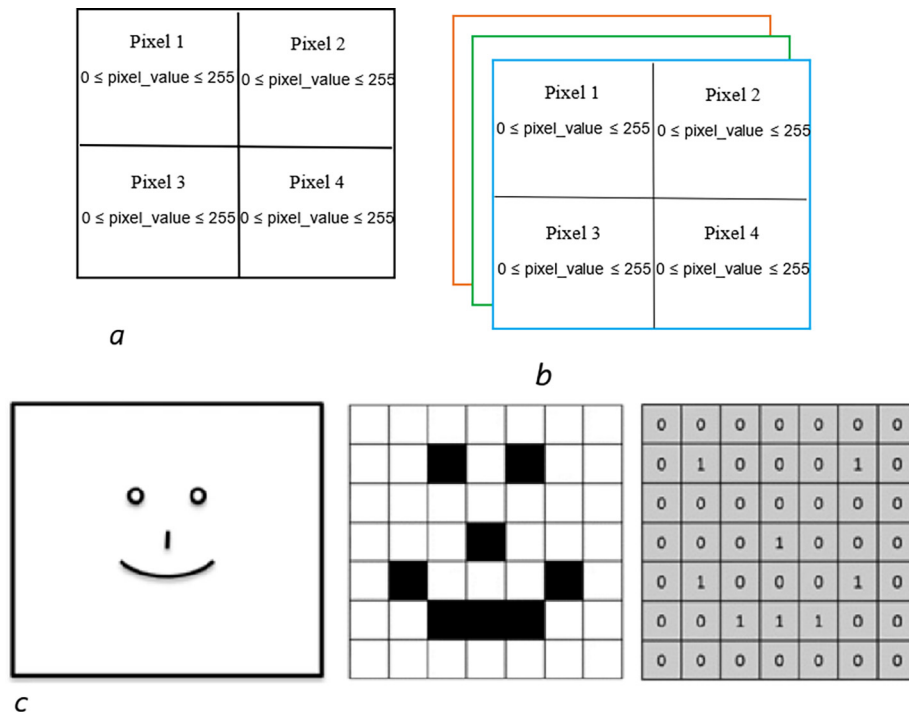 Pixel 1 Pixel 2
0 ≤ pixel_value ≤ 255 0 ≤ pixel_value ≤ 255
Pixel 3 Pixel 4
0 ≤ pixel_value ≤ 255 0 ≤ pixel_value ≤ 255
a
Pixel 1 Pixel 2
0 ≤ pixel_value ≤ 255 0 ≤ pixel_value ≤ 255
Pixel 3 Pixel 4
0 ≤ pixel_value ≤ 255 0 ≤ pixel_value ≤ 255
b
0 0 0 0 0 0 0
0 1 0 0 0 1 0
0 0 0 0 0 0 0
0 0 0 1 0 0 0
0 1 0 0 0 1 0
0 0 1 1 1 0 0
0 0 0 0 0 0 0
c